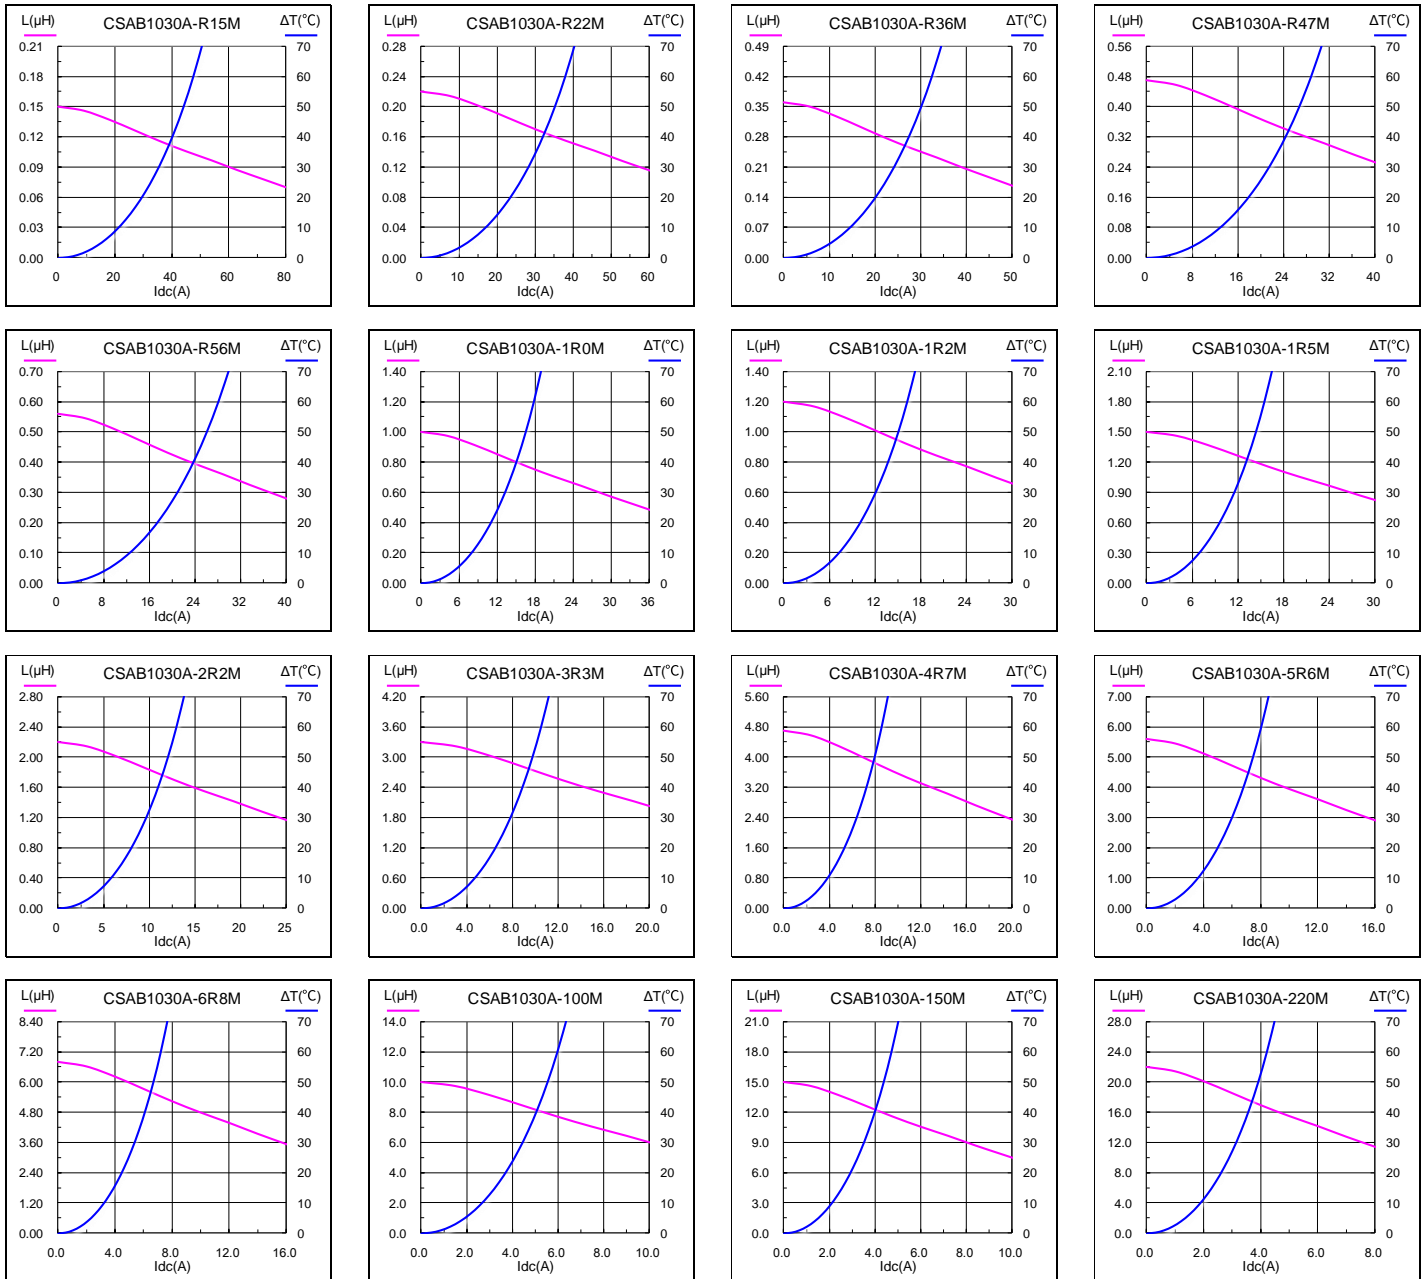 L(μH) CSAB1030A-R15M ΔT(℃)
0.21 70
0.18 60
0.15 50
0.12 40
0.09 30
0.06 20
0.03 10
0.00 0
0 20 40 60 80
Idc(A)
L(μH) CSAB1030A-R22M ΔT(℃)
0.28 70
0.24 60
0.20 50
0.16 40
0.12 30
0.08 20
0.04 10
0.00 0
0 10 20 30 40 50 60
Idc(A)
L(μH) CSAB1030A-R36M ΔT(℃)
0.49 70
0.42 60
0.35 50
0.28 40
0.21 30
0.14 20
0.07 10
0.00 0
0 10 20 30 40 50
Idc(A)
L(μH) CSAB1030A-R47M ΔT(℃)
0.56 70
0.48 60
0.40 50
0.32 40
0.24 30
0.16 20
0.08 10
0.00 0
0 8 16 24 32 40
Idc(A)
L(μH) CSAB1030A-R56M ΔT(℃)
0.70 70
0.60 60
0.50 50
0.40 40
0.30 30
0.20 20
0.10 10
0.00 0
0 8 16 24 32 40
Idc(A)
L(μH) CSAB1030A-1R0M ΔT(℃)
1.40 70
1.20 60
1.00 50
0.80 40
0.60 30
0.40 20
0.20 10
0.00 0
0 6 12 18 24 30 36
Idc(A)
L(μH) CSAB1030A-1R2M ΔT(℃)
1.40 70
1.20 60
1.00 50
0.80 40
0.60 30
0.40 20
0.20 10
0.00 0
0 6 12 18 24 30
Idc(A)
L(μH) CSAB1030A-1R5M ΔT(℃)
2.10 70
1.80 60
1.50 50
1.20 40
0.90 30
0.60 20
0.30 10
0.00 0
0 6 12 18 24 30
Idc(A)
L(μH) CSAB1030A-2R2M ΔT(℃)
2.80 70
2.40 60
2.00 50
1.60 40
1.20 30
0.80 20
0.40 10
0.00 0
0 5 10 15 20 25
Idc(A)
L(μH) CSAB1030A-3R3M ΔT(℃)
4.20 70
3.60 60
3.00 50
2.40 40
1.80 30
1.20 20
0.60 10
0.00 0
0.0 4.0 8.0 12.0 16.0 20.0
Idc(A)
L(μH) CSAB1030A-4R7M ΔT(℃)
5.60 70
4.80 60
4.00 50
3.20 40
2.40 30
1.60 20
0.80 10
0.00 0
0.0 4.0 8.0 12.0 16.0 20.0
Idc(A)
L(μH) CSAB1030A-5R6M ΔT(℃)
7.00 70
6.00 60
5.00 50
4.00 40
3.00 30
2.00 20
1.00 10
0.00 0
0.0 4.0 8.0 12.0 16.0
Idc(A)
L(μH) CSAB1030A-6R8M ΔT(℃)
8.40 70
7.20 60
6.00 50
4.80 40
3.60 30
2.40 20
1.20 10
0.00 0
0.0 4.0 8.0 12.0 16.0
Idc(A)
L(μH) CSAB1030A-100M ΔT(℃)
14.0 70
12.0 60
10.0 50
8.0 40
6.0 30
4.0 20
2.0 10
0.0 0
0.0 2.0 4.0 6.0 8.0 10.0
Idc(A)
L(μH) CSAB1030A-150M ΔT(℃)
21.0 70
18.0 60
15.0 50
12.0 40
9.0 30
6.0 20
3.0 10
0.0 0
0.0 2.0 4.0 6.0 8.0 10.0
Idc(A)
L(μH) CSAB1030A-220M ΔT(℃)
28.0 70
24.0 60
20.0 50
16.0 40
12.0 30
8.0 20
4.0 10
0.0 0
0.0 2.0 4.0 6.0 8.0
Idc(A)